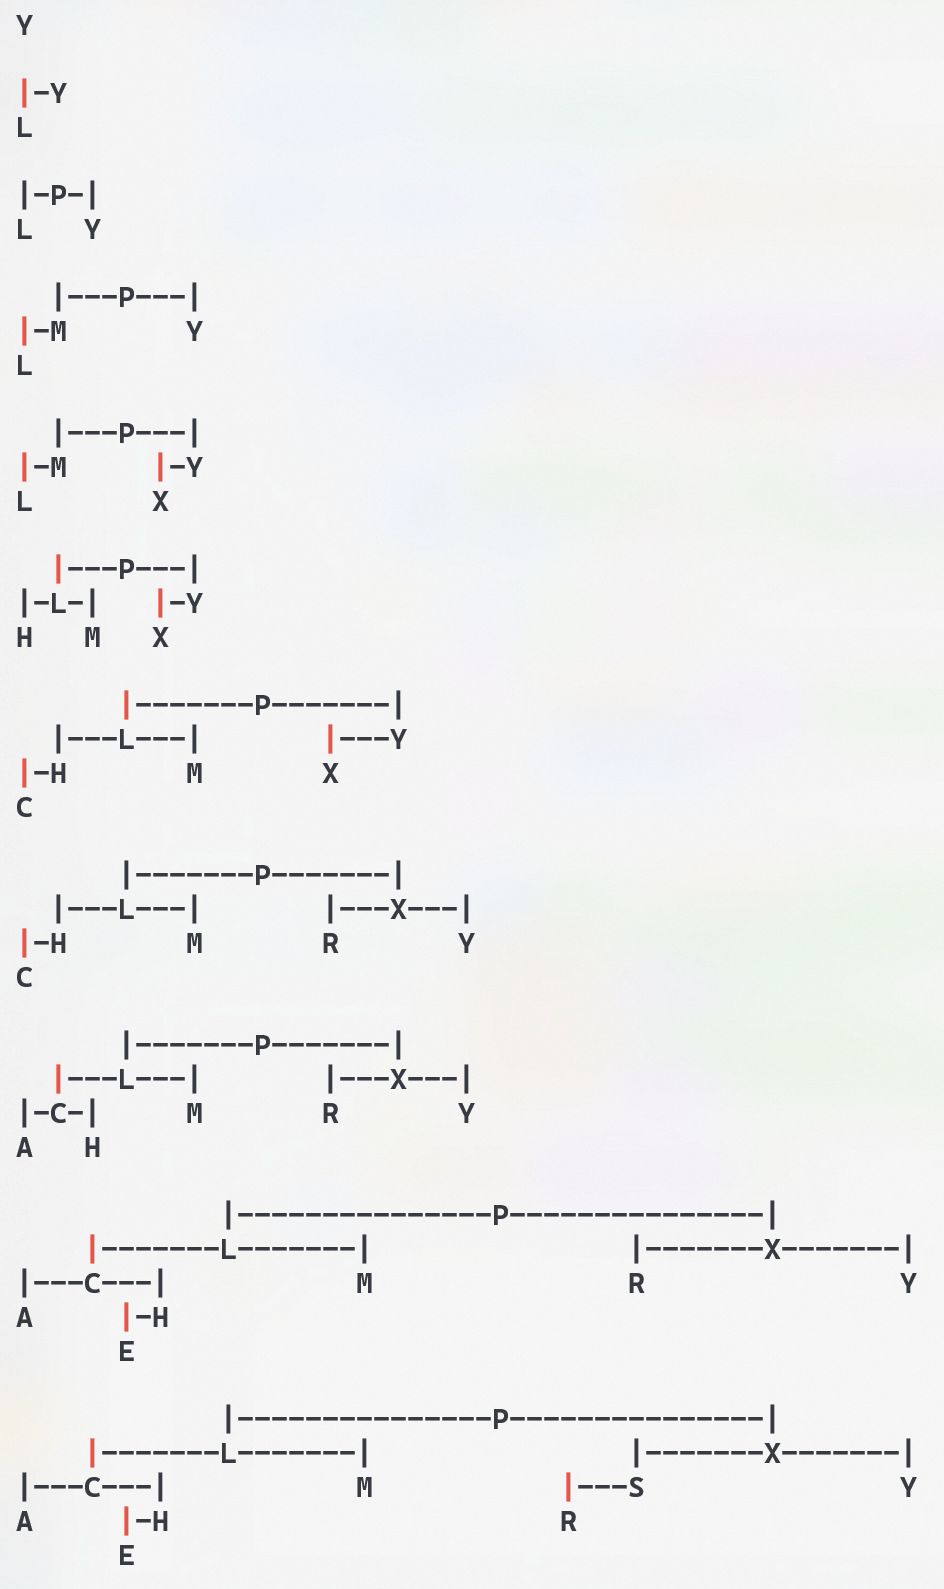 Y
|-Y
L
|-P-|
L   Y
  |---P---|
|-M       Y
L
  |---P---|
|-M     |-Y
L       X
  |---P---|
|-L-|   |-Y
H   M   X
      |-------P-------|
  |---L---|       |---Y
|-H       M       X
C
      |-------P-------|
  |---L---|       |---X---|
|-H       M       R       Y
C
      |-------P-------|
  |---L---|       |---X---|
|-C-|     M       R       Y
A   H
            |---------------P---------------|
    |-------L-------|               |-------X-------|
|---C---|           M               R               Y
A     |-H
      E
            |---------------P---------------|
    |-------L-------|               |-------X-------|
|---C---|           M           |---S               Y
A     |-H                       R
      E